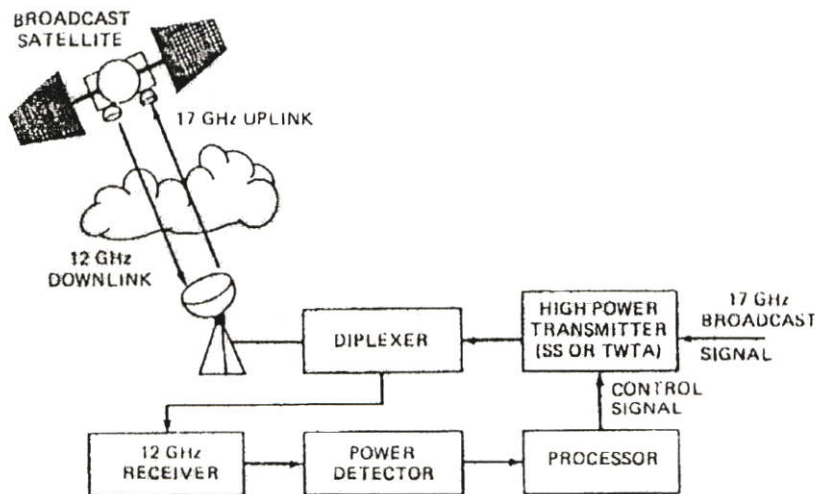 BROADCAST
SATELLITE
17 GHz UPLINK
12 GHz
DOWNLINK
DIPLEXER
HIGH POWER
TRANSMITTER
(SS OR TWTA)
17 GHz
BROADCAST
SIGNAL
CONTROL
SIGNAL
12 GHz
RECEIVER
POWER
DETECTOR
PROCESSOR